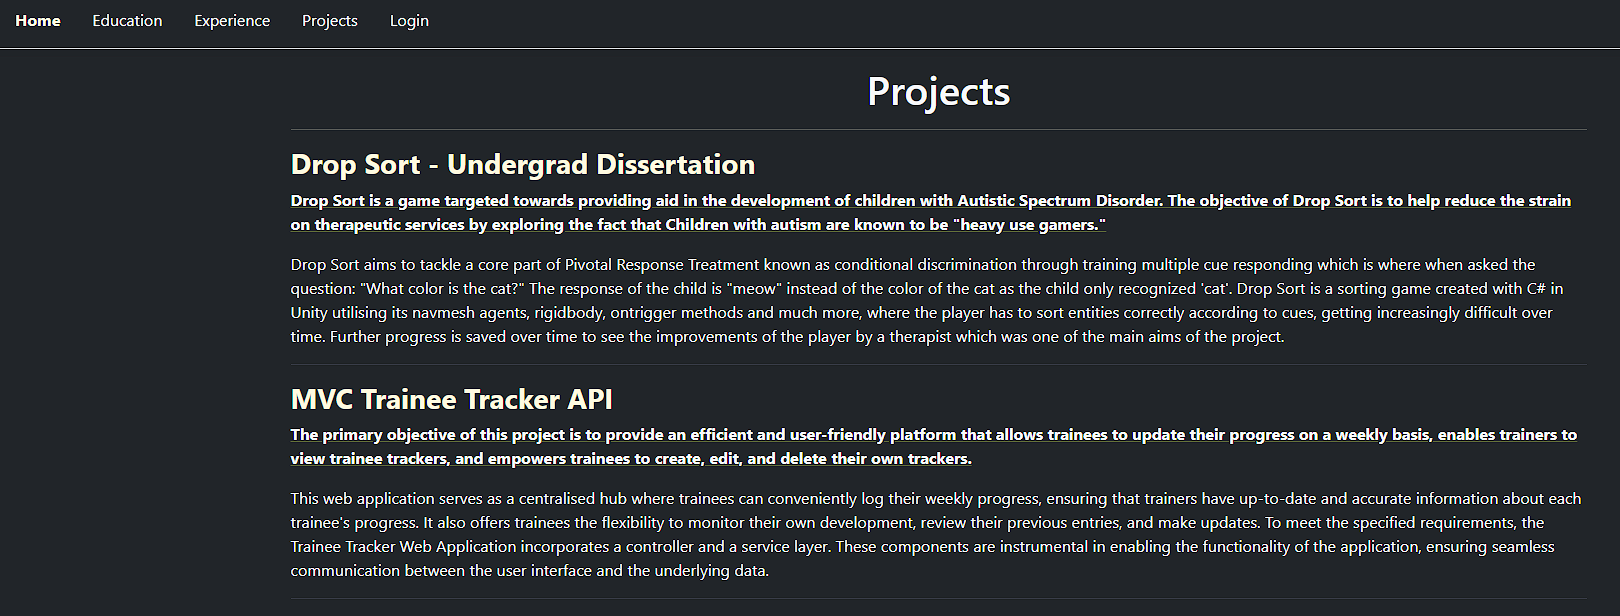 Home Education Experience Projects Login
Projects
Drop Sort - Undergrad Dissertation
Drop Sort is a game targeted towards providing aid in the development of children with Autistic Spectrum Disorder. The objective of Drop Sort is to help reduce the strain
on therapeutic services by exploring the fact that Children with autism are known to be "heavy use gamers."
Drop Sort aims to tackle a core part of Pivotal Response Treatment known as conditional discrimination through training multiple cue responding which is where when asked the
question: "What color is the cat?" The response of the child is "meow" instead of the color of the cat as the child only recognized 'cat'. Drop Sort is a sorting game created with C# in
Unity utilising its navmesh agents, rigidbody, ontrigger methods and much more, where the player has to sort entities correctly according to cues, getting increasingly difficult over
time. Further progress is saved over time to see the improvements of the player by a therapist which was one of the main aims of the project.
MVC Trainee Tracker API
The primary objective of this project is to provide an efficient and user-friendly platform that allows trainees to update their progress on a weekly basis, enables trainers to
view trainee trackers, and empowers trainees to create, edit, and delete their own trackers.
This web application serves as a centralised hub where trainees can conveniently log their weekly progress, ensuring that trainers have up-to-date and accurate information about each
trainee's progress. It also offers trainees the flexibility to monitor their own development, review their previous entries, and make updates. To meet the specified requirements, the
Trainee Tracker Web Application incorporates a controller and a service layer. These components are instrumental in enabling the functionality of the application, ensuring seamless
communication between the user interface and the underlying data.